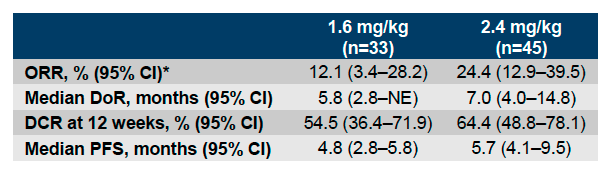 1.6 mg/kg 2.4 mg/kg
(n=33) (n=45)
ORR, % (95% CI)* 12.1 (3.4–28.2) 24.4 (12.9–39.5)
Median DoR, months (95% CI) 5.8 (2.8–NE) 7.0 (4.0–14.8)
DCR at 12 weeks, % (95% CI) 54.5 (36.4–71.9) 64.4 (48.8–78.1)
Median PFS, months (95% CI) 4.8 (2.8–5.8) 5.7 (4.1–9.5)